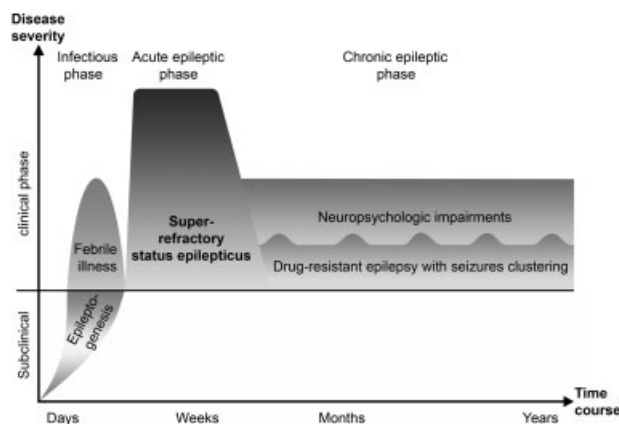 Disease
severity
Infectious
phase
Acute epileptic
phase
Chronic epileptic
phase
clinical phase
Subclinical
Febrile
illness
Epilepto-
genesis
Super-
refractory
status epilepticus
Neuropsychologic impairments
Drug-resistant epilepsy with seizures clustering
Time
course
Days
Weeks
Months
Years